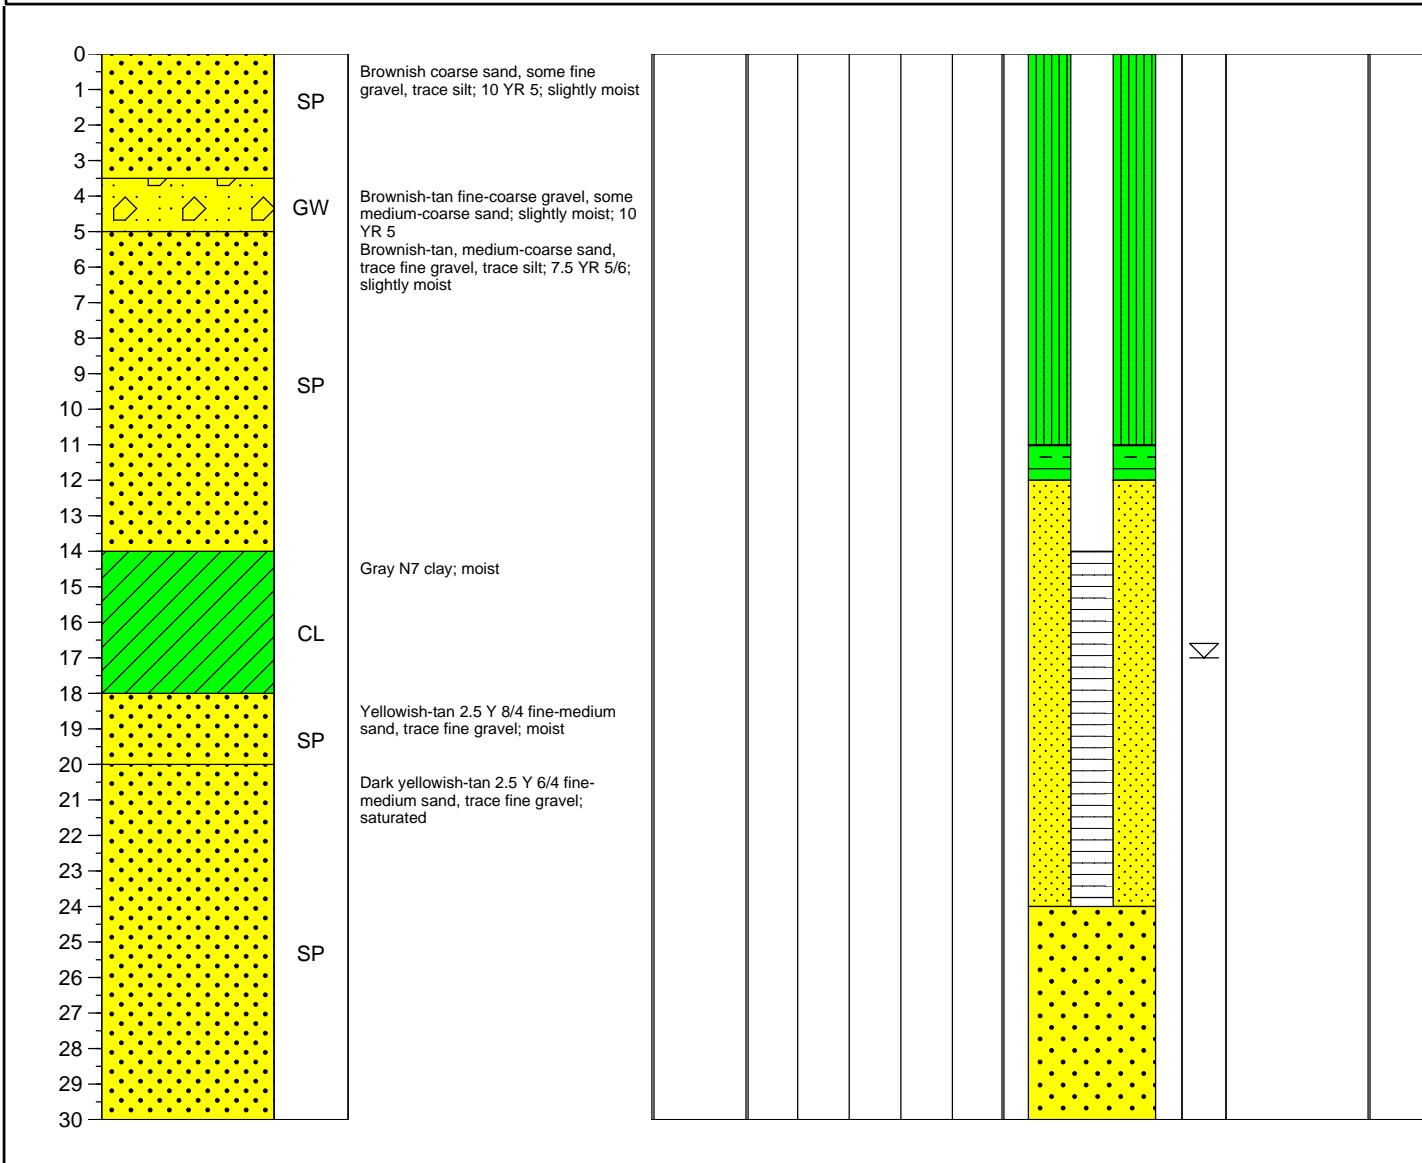 0
1
2
3
4
5
6
7
8
9
10
11
12
13
14
15
16
17
18
19
20
21
22
23
24
25
26
27
28
29
30
SP
GW
SP
CL
SP
SP
Brownish coarse sand, some fine
gravel, trace silt; 10 YR 5; slightly moist
Brownish-tan fine-coarse gravel, some
medium-coarse sand; slightly moist; 10
YR 5
Brownish-tan, medium-coarse sand,
trace fine gravel, trace silt; 7.5 YR 5/6;
slightly moist
Gray N7 clay; moist
Yellowish-tan 2.5 Y 8/4 fine-medium
sand, trace fine gravel; moist
Dark yellowish-tan 2.5 Y 6/4 fine-
medium sand, trace fine gravel;
saturated